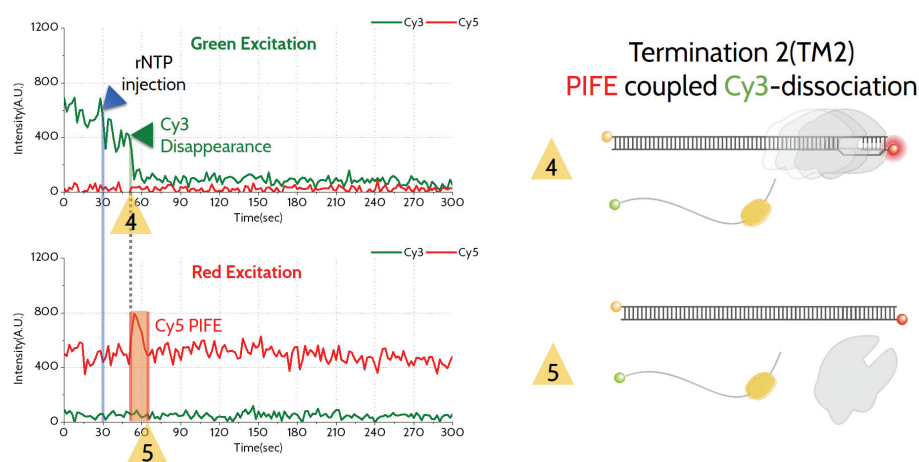 Cy3 Cy5
Green Excitation
rNTP
injection
Cy3
Disappearance
Intensity(A.U.)
1200
800
400
0
0 30 60 90 120 150 180 210 240 270 300
Time(sec)
4
Cy3 Cy5
Red Excitation
Cy5 PIFE
Intensity(A.U.)
1200
800
400
0
0 30 60 90 120 150 180 210 240 270 300
Time(sec)
5
Termination 2(TM2)
PIFE coupled Cy3-dissociation
4
5